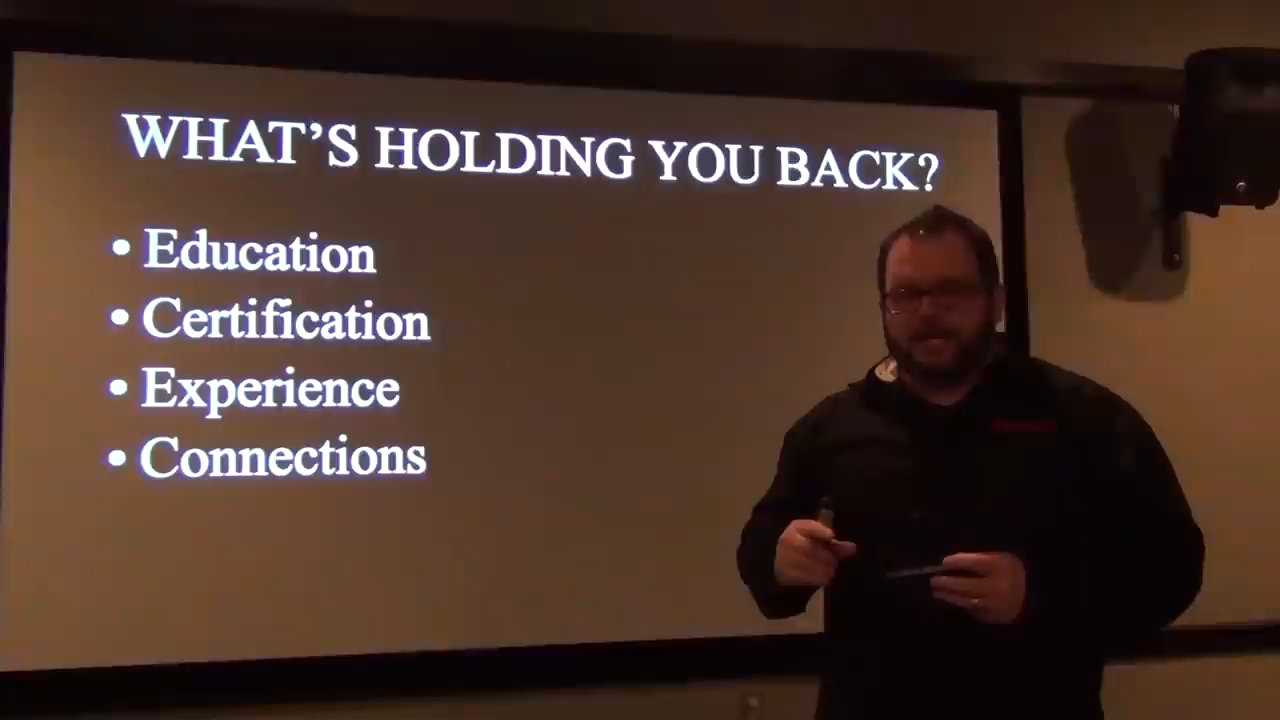 WHAT’S HOLDING YOU BACK?
• Education
• Certification
• Experience
• Connections